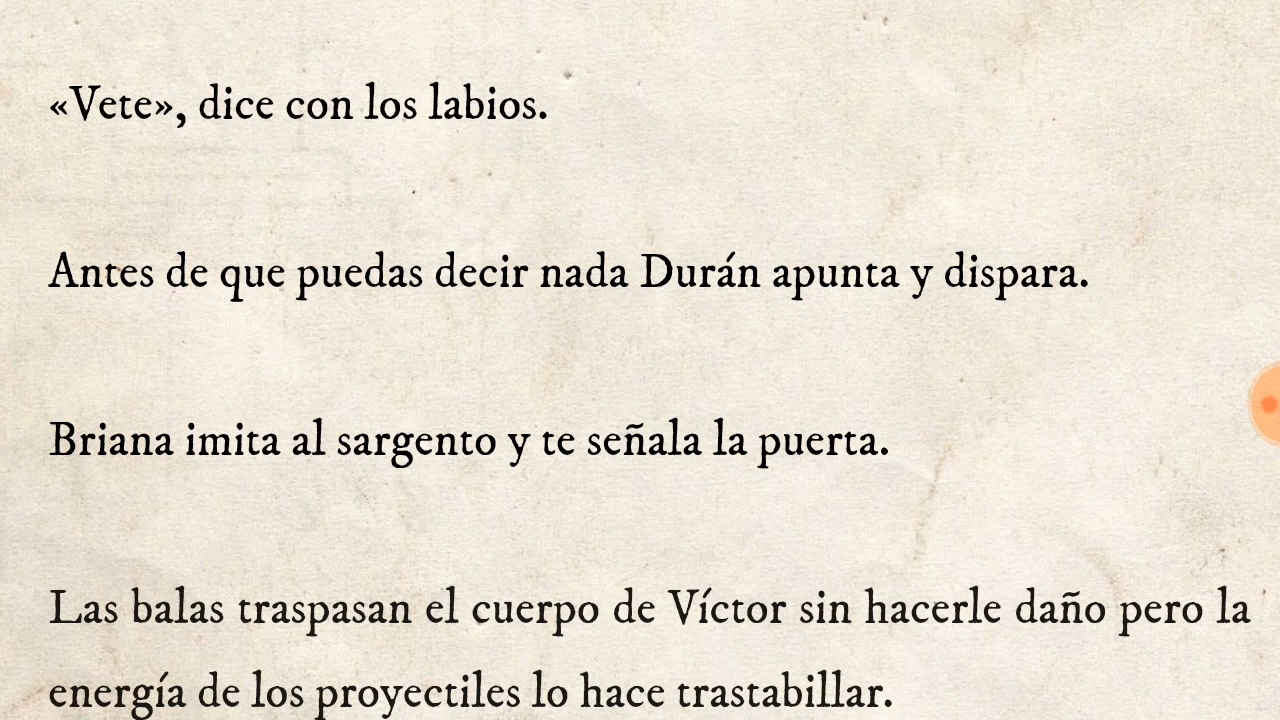 «Vete», dice con los labios.
Antes de que puedas decir nada Durán apunta y dispara.
Briana imita al sargento y te señala la puerta.
Las balas traspasan el cuerpo de Víctor sin hacerle daño pero la
energía de los proyectiles lo hace trastabillar.